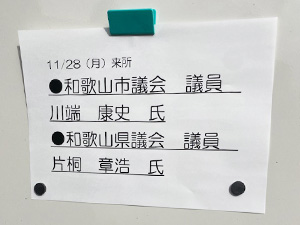 11/28（月）来所
●和歌山市議会　議員
川端　康史　氏
●和歌山県議会　議員
片桐　章浩　氏